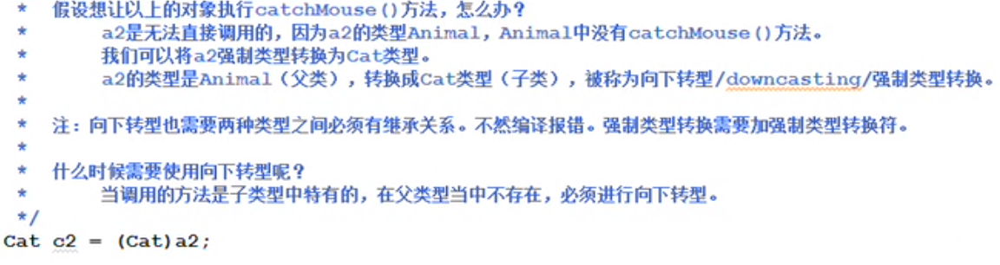 * 假设想让以上的对象执行catchMouse()方法，怎么办？
* a2是无法直接调用的，因为a2的类型Animal，Animal中没有catchMouse()方法。
* 我们可以将a2强制类型转换为Cat类型。
* a2的类型是Animal（父类），转换成Cat类型（子类），被称为向下转型/downcasting/强制类型转换。
*
* 注：向下转型也需要两种类型之间必须有继承关系。不然编译报错。强制类型转换需要加强制类型转换符。
*
* 什么时候需要使用向下转型呢？
* 当调用的方法是子类型中特有的，在父类型当中不存在，必须进行向下转型。
*/
Cat c2 = (Cat)a2;